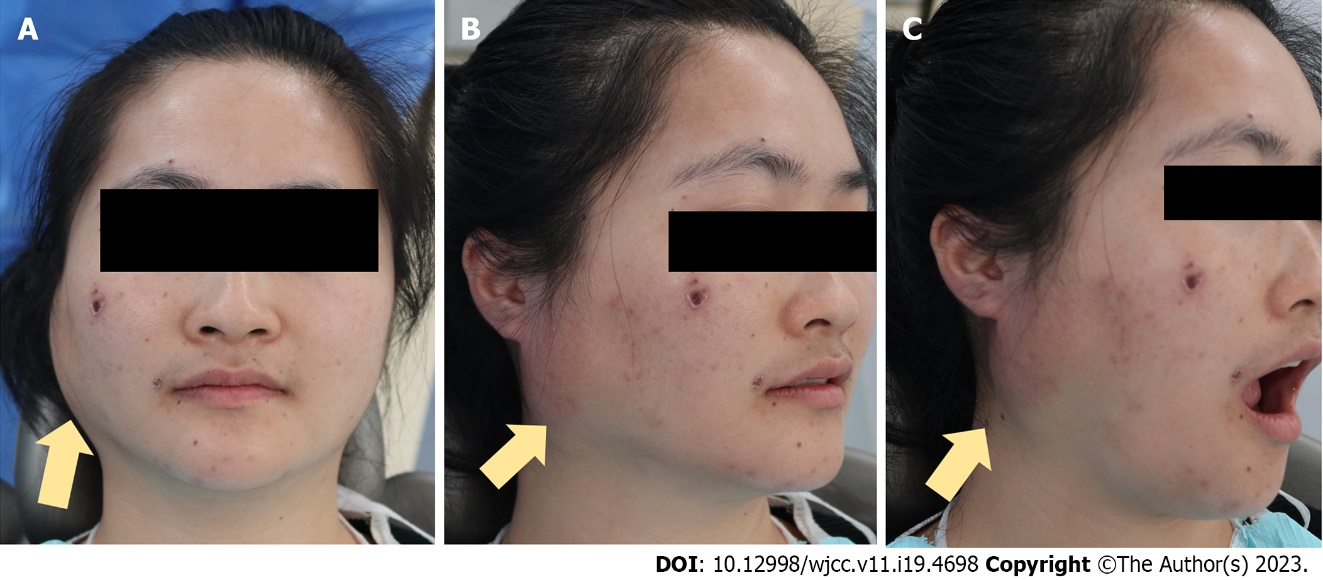 A
B
C
DOI: 10.12998/wjcc.v11.i19.4698 Copyright ©The Author(s) 2023.